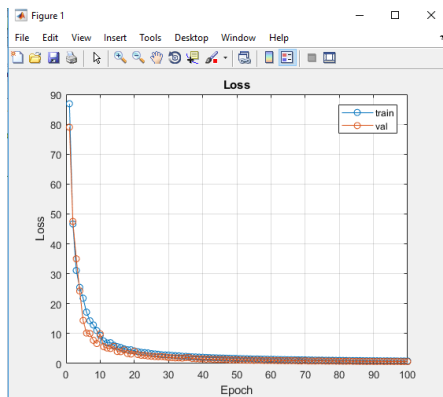 Figure 1
File Edit View Insert Tools Desktop Window Help
Loss
90
80
70
60
50
40
30
20
10
0
Loss
train
val
0 10 20 30 40 50 60 70 80 90 100
Epoch